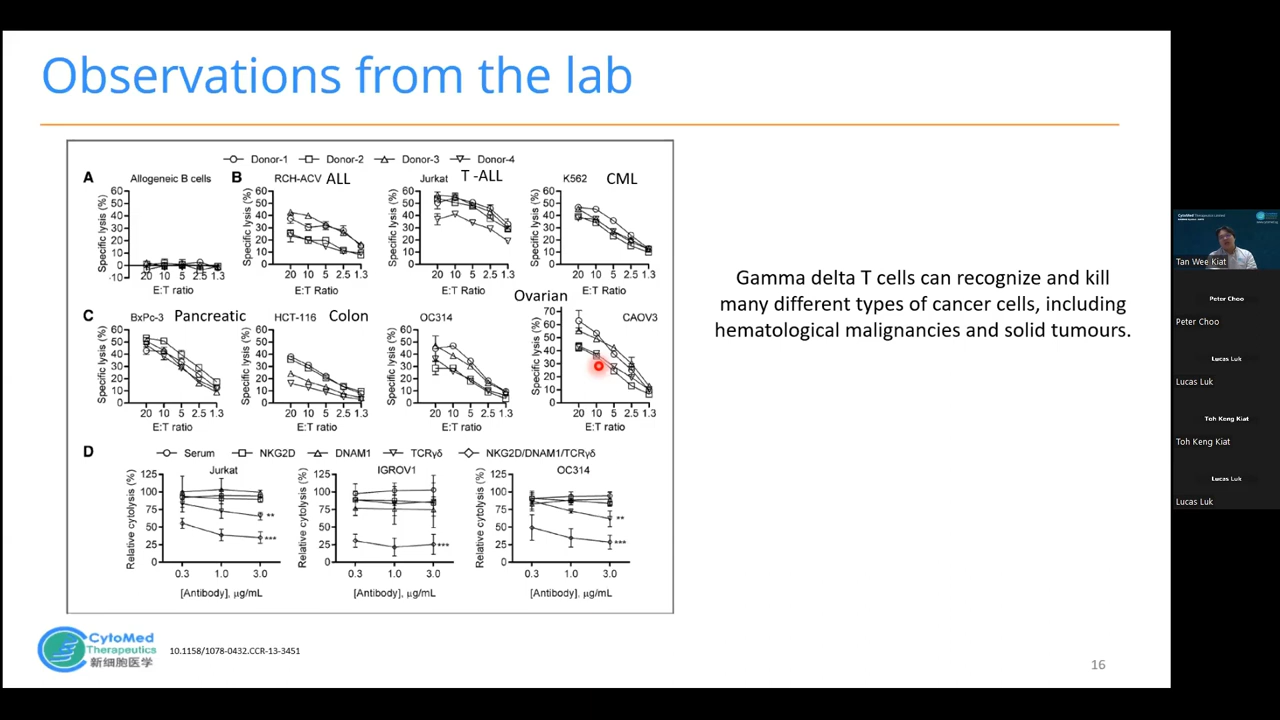 Observations from the lab
Donor-1 Donor-2 Donor-3 Donor-4
A Allogeneic B cells
Specific lysis (%)
60
50
40
30
20
10
0
-10
20 10 5 2.5 1.3
E:T ratio
B RCH-ACV ALL
Specific lysis (%)
60
50
40
30
20
10
0
20 10 5 2.5 1.3
E:T ratio
Jurkat T -ALL
Specific lysis (%)
60
50
40
30
20
10
0
20 10 5 2.5 1.3
E:T ratio
K562 CML
Specific lysis (%)
60
50
40
30
20
10
0
20 10 5 2.5 1.3
E:T ratio
C BxPc-3 Pancreatic
Specific lysis (%)
60
50
40
30
20
10
0
20 10 5 2.5 1.3
E:T ratio
HCT-116 Colon
Specific lysis (%)
60
50
40
30
20
10
0
20 10 5 2.5 1.3
E:T ratio
Ovarian
OC314
Specific lysis (%)
60
50
40
30
20
10
0
20 10 5 2.5 1.3
E:T ratio
CAOV3
Specific lysis (%)
70
60
50
40
30
20
10
0
20 10 5 2.5 1.3
E:T ratio
D Serum NKG2D DNAM1 TCRγδ NKG2D/DNAM1/TCRγδ
Jurkat
Relative cytolysis (%)
125
100
75
50
25
0
**
***
0.3 1.0 3.0
[Antibody], μg/mL
IGROV1
Relative cytolysis (%)
125
100
75
50
25
0
***
0.3 1.0 3.0
[Antibody], μg/mL
OC314
Relative cytolysis (%)
125
100
75
50
25
0
**
***
0.3 1.0 3.0
[Antibody], μg/mL
Gamma delta T cells can recognize and kill
many different types of cancer cells, including
hematological malignancies and solid tumours.
CytoMed
Therapeutics
新细胞医学
10.1158/1078-0432.CCR-13-3451
16
Tan Wee Kiat
Peter Choo
Peter Choo
Lucas Luk
Lucas Luk
Toh Keng Kiat
Toh Keng Kiat
Lucas Luk
Lucas Luk